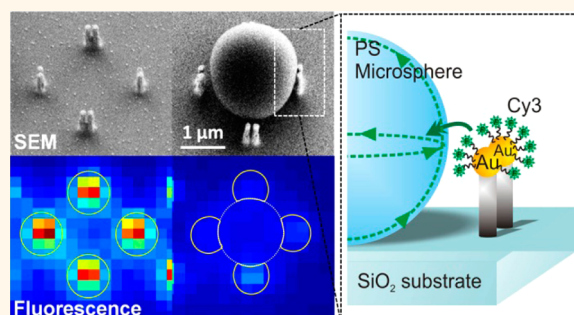 SEM
1 μm
Fluorescence
PS
Microsphere
Cy3
Au
Au
SiO₂ substrate